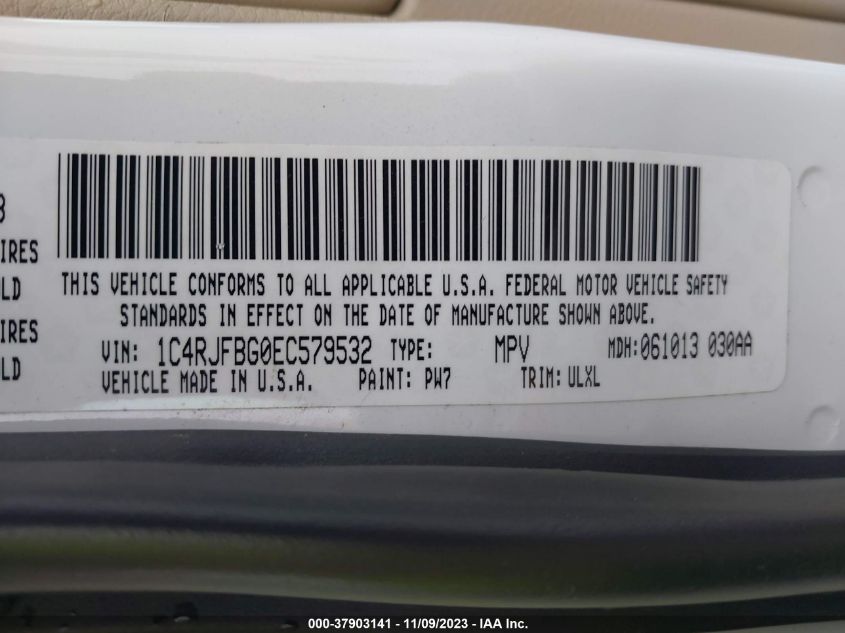 8
IRES
LD
IRES
LD
THIS VEHICLE CONFORMS TO ALL APPLICABLE U.S.A. FEDERAL MOTOR VEHICLE SAFETY
STANDARDS IN EFFECT ON THE DATE OF MANUFACTURE SHOWN ABOVE.
VIN: 1C4RJFBG0EC579532 TYPE: MPV MDH:061013 030AA
VEHICLE MADE IN U.S.A. PAINT: PW7 TRIM: ULXL
000-37903141 - 11/09/2023 - IAA Inc.